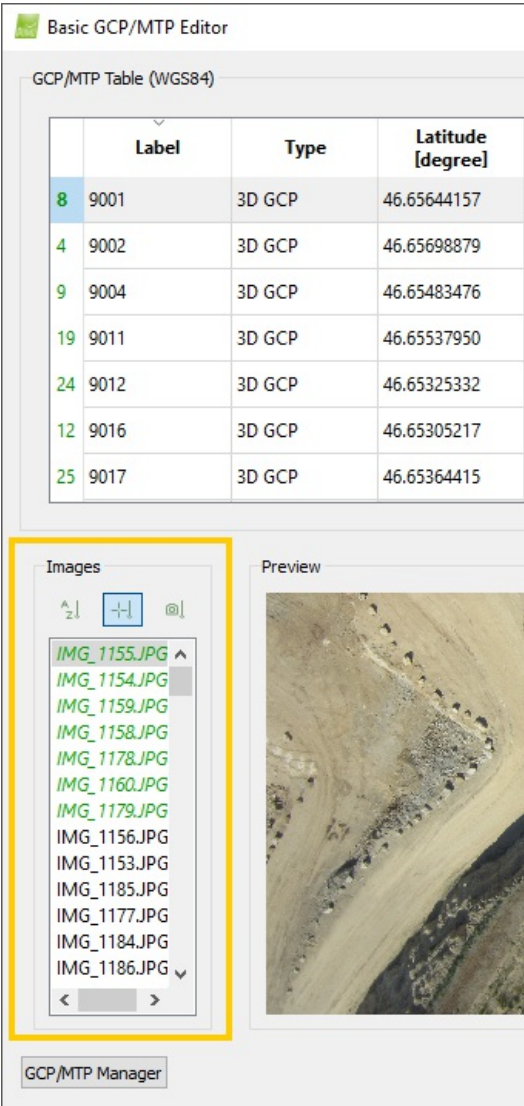 Basic GCP/MTP Editor
GCP/MTP Table (WGS84)
Label Type Latitude
[degree]
8 9001 3D GCP 46.65644157
4 9002 3D GCP 46.65698879
9 9004 3D GCP 46.65483476
19 9011 3D GCP 46.65537950
24 9012 3D GCP 46.65325332
12 9016 3D GCP 46.65305217
25 9017 3D GCP 46.65364415
Images
IMG_1155.JPG
IMG_1154.JPG
IMG_1159.JPG
IMG_1158.JPG
IMG_1178.JPG
IMG_1160.JPG
IMG_1179.JPG
IMG_1156.JPG
IMG_1153.JPG
IMG_1185.JPG
IMG_1177.JPG
IMG_1184.JPG
IMG_1186.JPG
Preview
GCP/MTP Manager